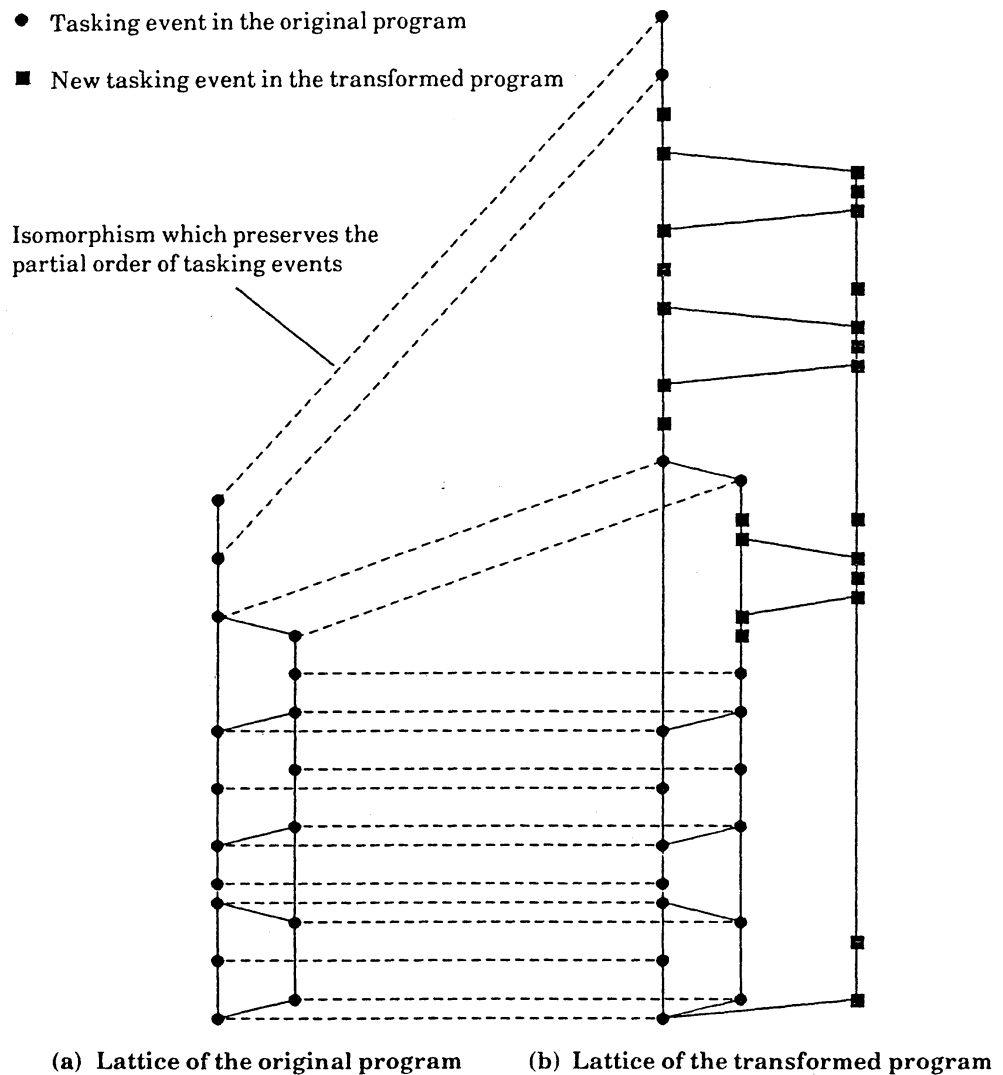 Tasking event in the original program
New tasking event in the transformed program
Isomorphism which preserves the
partial order of tasking events
(a) Lattice of the original program
(b) Lattice of the transformed program